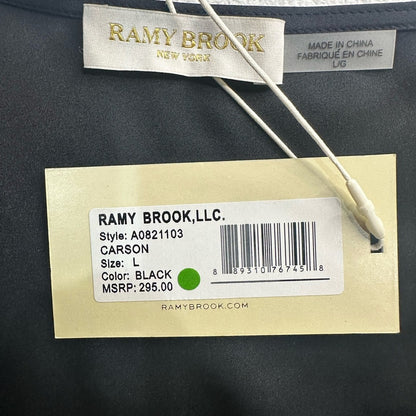 RAMY BROOK
NEW YORK
MADE IN CHINA
FABRIQUÉ EN CHINE
L/G
RAMY BROOK,LLC.
Style: A0821103
CARSON
Size: L
Color: BLACK
MSRP: 295.00
8 89310 76745 8
RAMYBROOK.COM